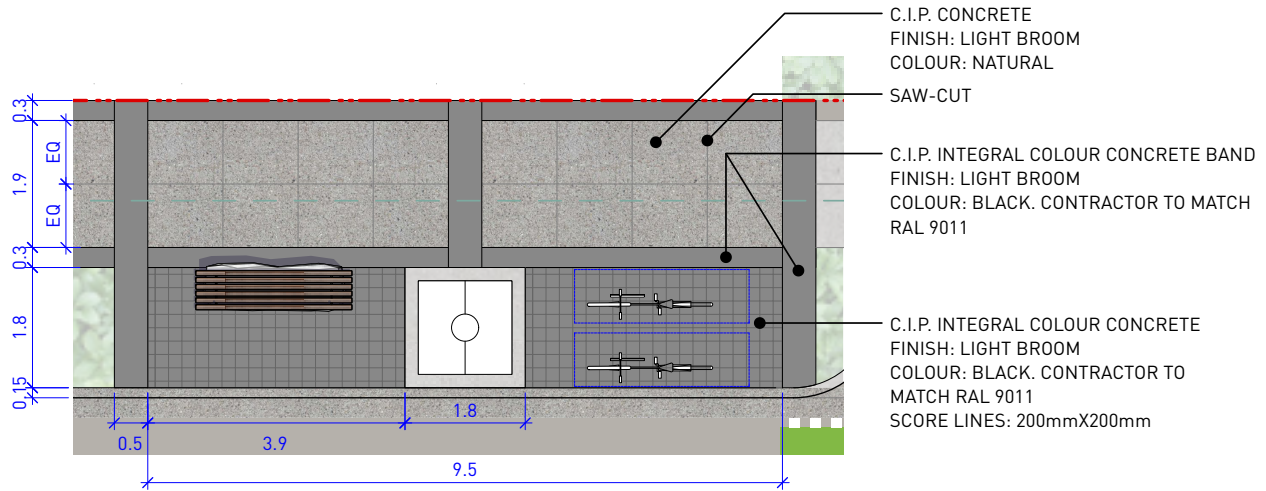 C.I.P. CONCRETE
FINISH: LIGHT BROOM
COLOUR: NATURAL
SAW-CUT
C.I.P. INTEGRAL COLOUR CONCRETE BAND
FINISH: LIGHT BROOM
COLOUR: BLACK. CONTRACTOR TO MATCH
RAL 9011
C.I.P. INTEGRAL COLOUR CONCRETE
FINISH: LIGHT BROOM
COLOUR: BLACK. CONTRACTOR TO
MATCH RAL 9011
SCORE LINES: 200mmX200mm
0.3
EQ
1.9
EQ
0.3
1.8
0.15
0.5
3.9
1.8
9.5